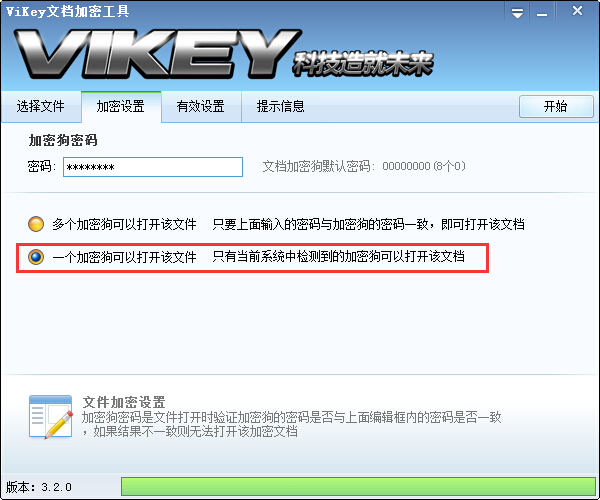 ViKey文档加密工具
VIKEY 科技造就未来
选择文件 加密设置 有效设置 提示信息 开始
加密狗密码
密码: ******** 文档加密狗默认密码: 00000000(8个0)
多个加密狗可以打开该文件 只要上面输入的密码与加密狗的密码一致，即可打开该文档
一个加密狗可以打开该文件 只有当前系统中检测到的加密狗可以打开该文档
文件加密设置
加密狗密码是文件打开时验证加密狗的密码是否与上面编辑框内的密码是否一致
，如果结果不一致则无法打开该加密文档
版本: 3.2.0